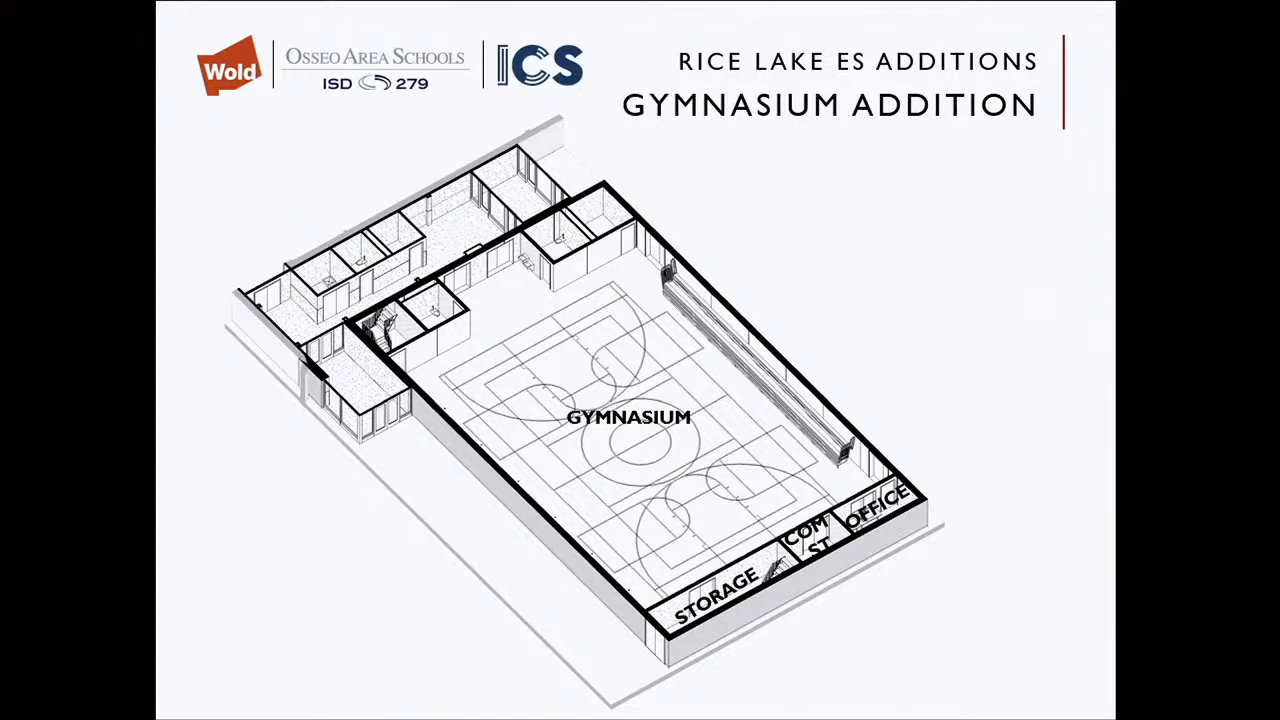 Wold
OSSEO AREA SCHOOLS
ISD 279
ICS
RICE LAKE ES ADDITIONS
GYMNASIUM ADDITION
GYMNASIUM
OFFICE
COM
ST
STORAGE